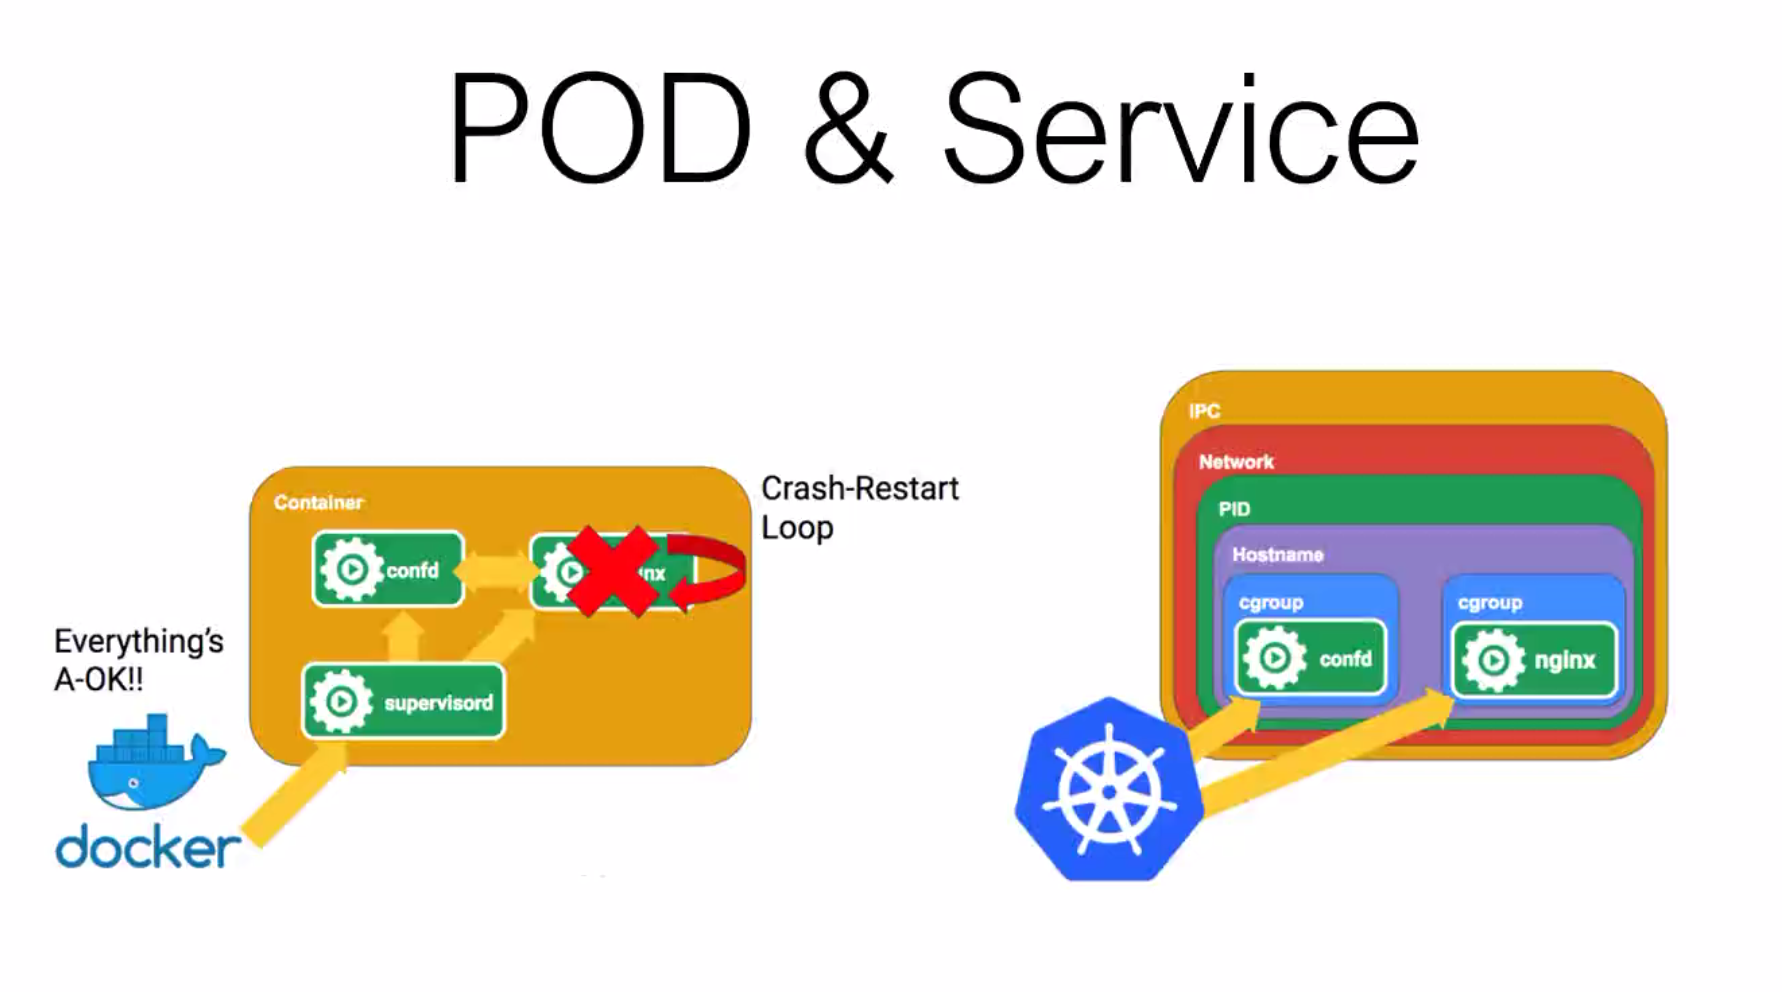 POD & Service
Container
confd
nx
supervisord
Crash-Restart
Loop
Everything's
A-OK!!
docker
IPC
Network
PID
Hostname
cgroup
confd
cgroup
nginx